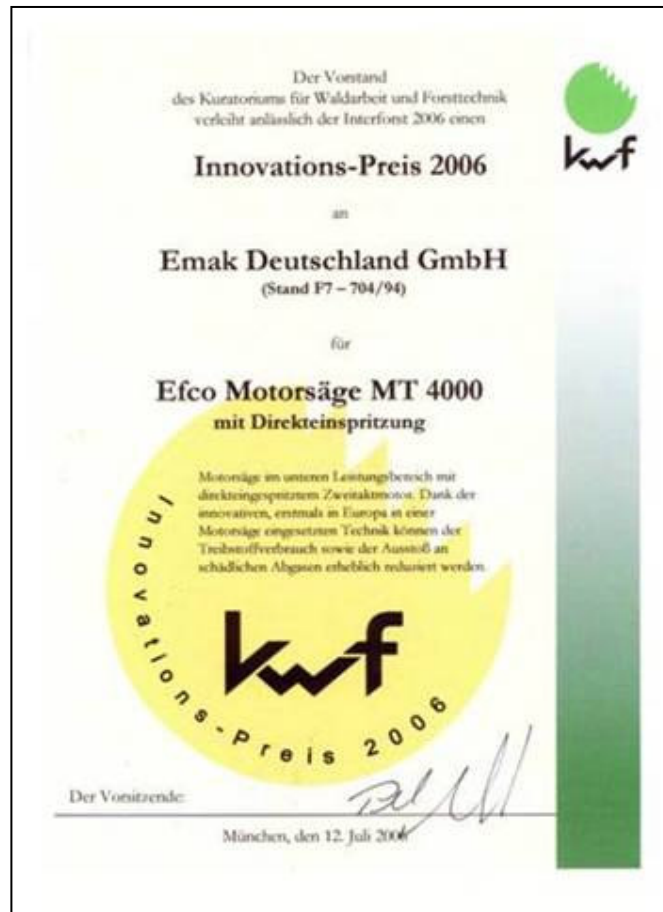 Der Vorstand
des Kuratoriums für Waldarbeit und Forsttechnik
verleiht anlässlich der Interforst 2006 einen
kwf
Innovations-Preis 2006
an
Emak Deutschland GmbH
(Stand F7 – 704/94)
für
Efco Motorsäge MT 4000
mit Direkteinspritzung
Motorsäge im unteren Leistungsbereich mit
direkteingespritztem Zweitaktmotor. Dank der
innovativen, erstmals in Europa in einer
Motorsäge eingesetzten Technik können der
Treibstoffverbrauch sowie der Ausstoß an
schädlichen Abgasen erheblich reduziert werden.
kwf
Innovations-Preis 2006
Der Vorsitzende:
München, den 12. Juli 2006